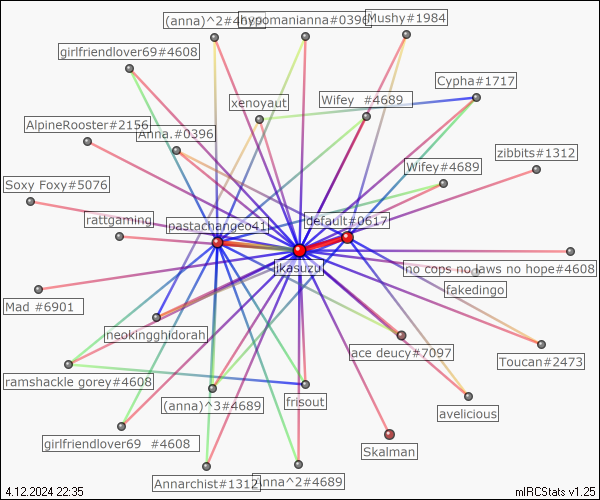 (anna)^2#4689
hypomanianna#0396
Mushy#1984
girlfriendlover69#4608
Cypha#1717
xenoyaut
Wifey #4689
AlpineRooster#2156
Anna.#0396
zibbits#1312
Wifey#4689
Soxy Foxy#5076
rattgaming
pastachangeo41
default#0617
jikasuzu
no cops no laws no hope#4608
fakedingo
Mad #6901
neokingghidorah
ace deucy#7097
Toucan#2473
ramshackle gorey#4608
(anna)^3#4689
frisout
avelicious
girlfriendlover69 #4608
Skalman
Annarchist#1312
Anna^2#4689
4.12.2024 22:35
mIRCStats v1.25